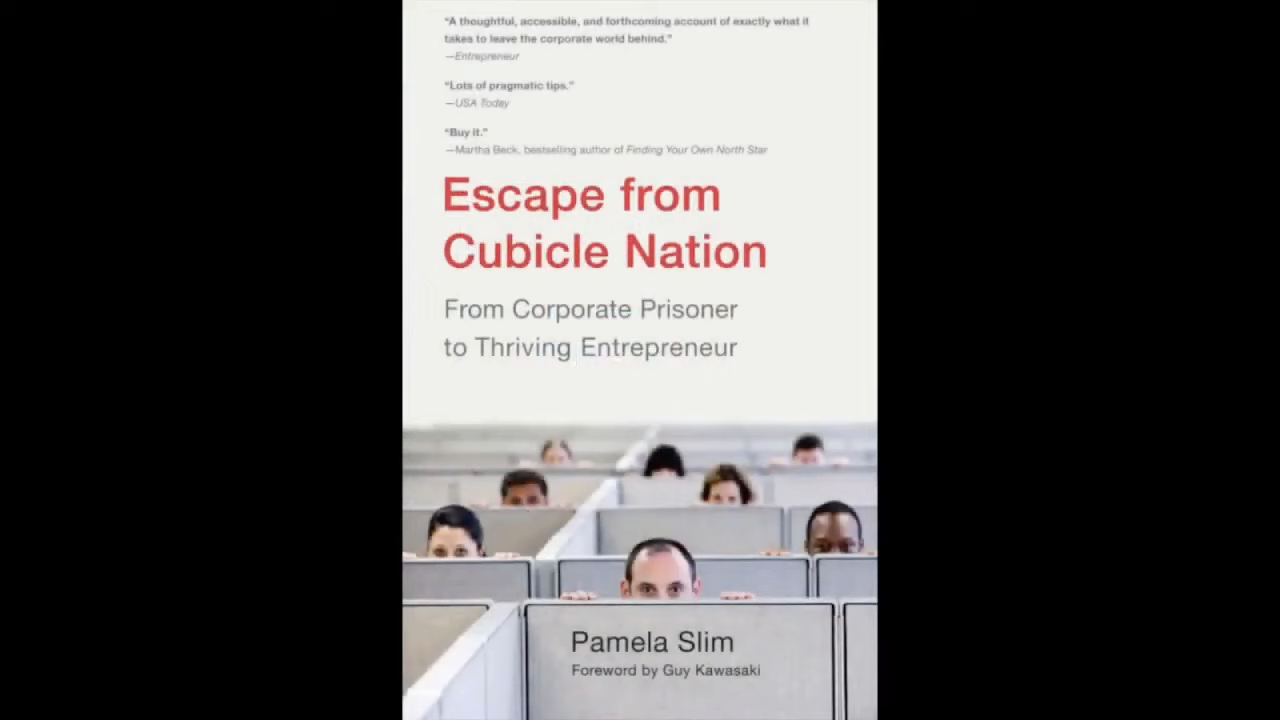 “A thoughtful, accessible, and forthcoming account of exactly what it
takes to leave the corporate world behind.”
—Entrepreneur
“Lots of pragmatic tips.”
—USA Today
“Buy it.”
—Martha Beck, bestselling author of Finding Your Own North Star
Escape from
Cubicle Nation
From Corporate Prisoner
to Thriving Entrepreneur
Pamela Slim
Foreword by Guy Kawasaki